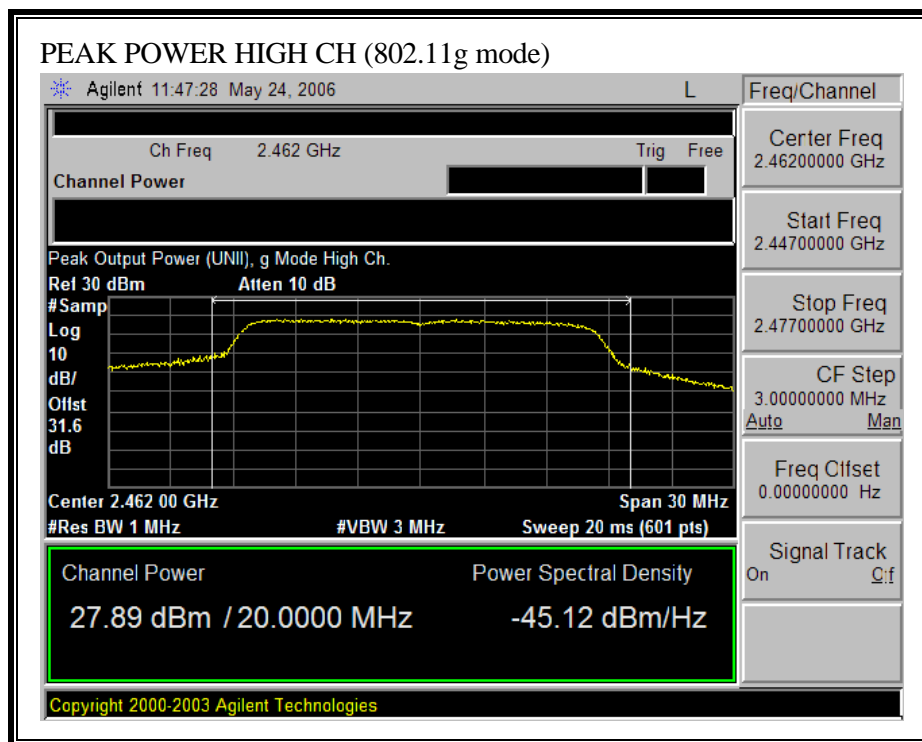 PEAK POWER HIGH CH (802.11g mode)
Agilent 11:47:28 May 24, 2006 L
Freq/Channel
Ch Freq 2.462 GHz Trig Free
Channel Power
Center Freq
2.46200000 GHz
Start Freq
2.44700000 GHz
Stop Freq
2.47700000 GHz
CF Step
3.00000000 MHz
Auto Man
Freq Offset
0.00000000 Hz
Signal Track
On Off
Peak Output Power (UNII), g Mode High Ch.
Ref 30 dBm Atten 10 dB
#Samp
Log
10
dB/
Offst
31.6
dB
Center 2.462 00 GHz Span 30 MHz
#Res BW 1 MHz #VBW 3 MHz Sweep 20 ms (601 pts)
Channel Power Power Spectral Density
27.89 dBm / 20.0000 MHz -45.12 dBm/Hz
Copyright 2000-2003 Agilent Technologies